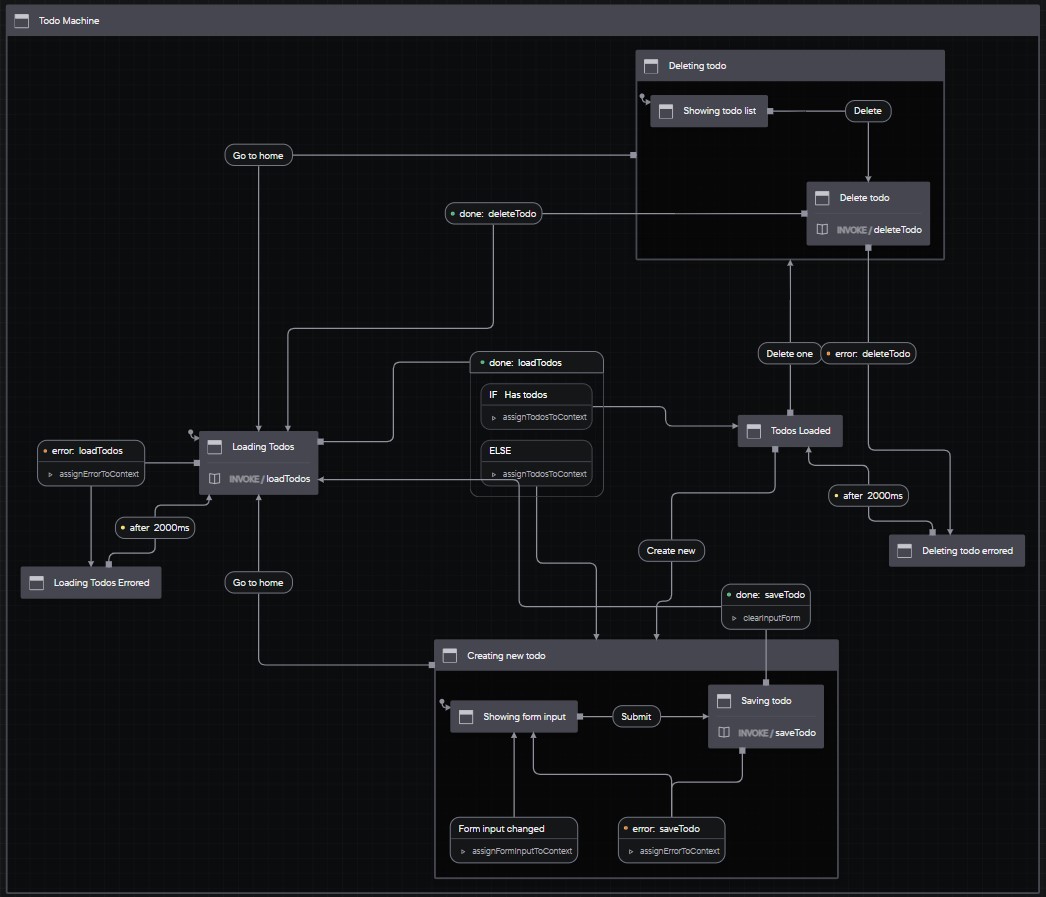 Todo Machine
Deleting todo
Showing todo list
Delete
Go to home
Delete todo
INVOKE / deleteTodo
done: deleteTodo
Delete one
error: deleteTodo
done: loadTodos
IF Has todos
assignTodosToContext
ELSE
assignTodosToContext
Todos Loaded
Loading Todos
INVOKE / loadTodos
error: loadTodos
assignErrorToContext
after 2000ms
after 2000ms
Loading Todos Errored
Go to home
Create new
Deleting todo errored
done: saveTodo
clearInputForm
Creating new todo
Showing form input
Submit
Saving todo
INVOKE / saveTodo
Form input changed
assignFormInputToContext
error: saveTodo
assignErrorToContext